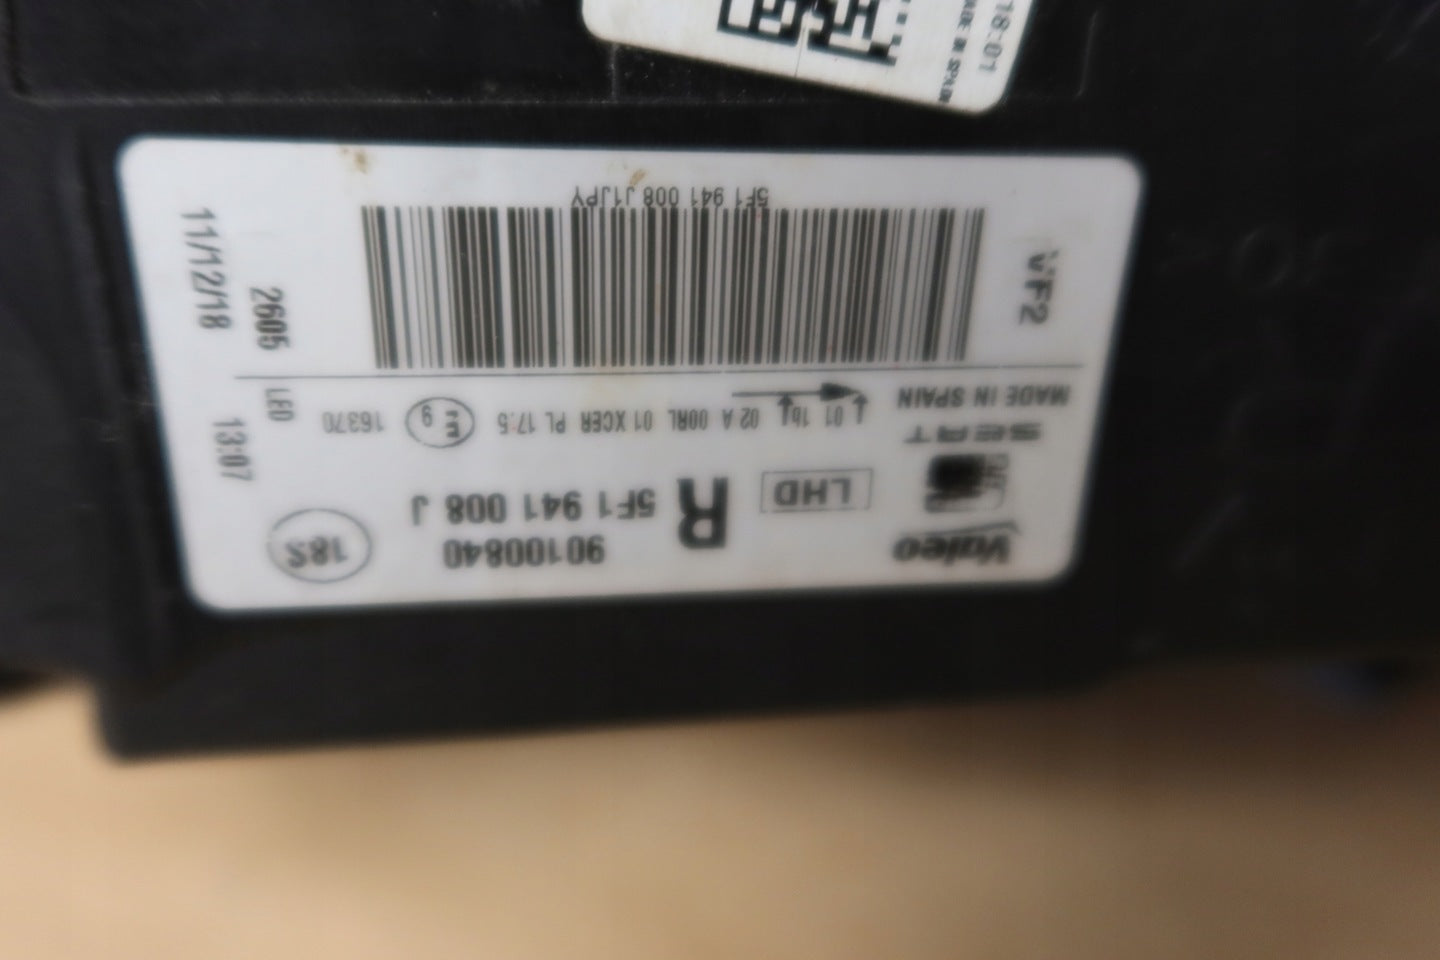 Valeo
90100840
18S
R
5F1 941 008 J
LHD
SEAT
01 1b 02 A 00RL 01 XCER PL 17.5
E9
16370
LED
13:07
MADE IN SPAIN
VF2
2605
11/12/18
5F1 941 008 J1JPY
18:01
MADE IN SPAIN